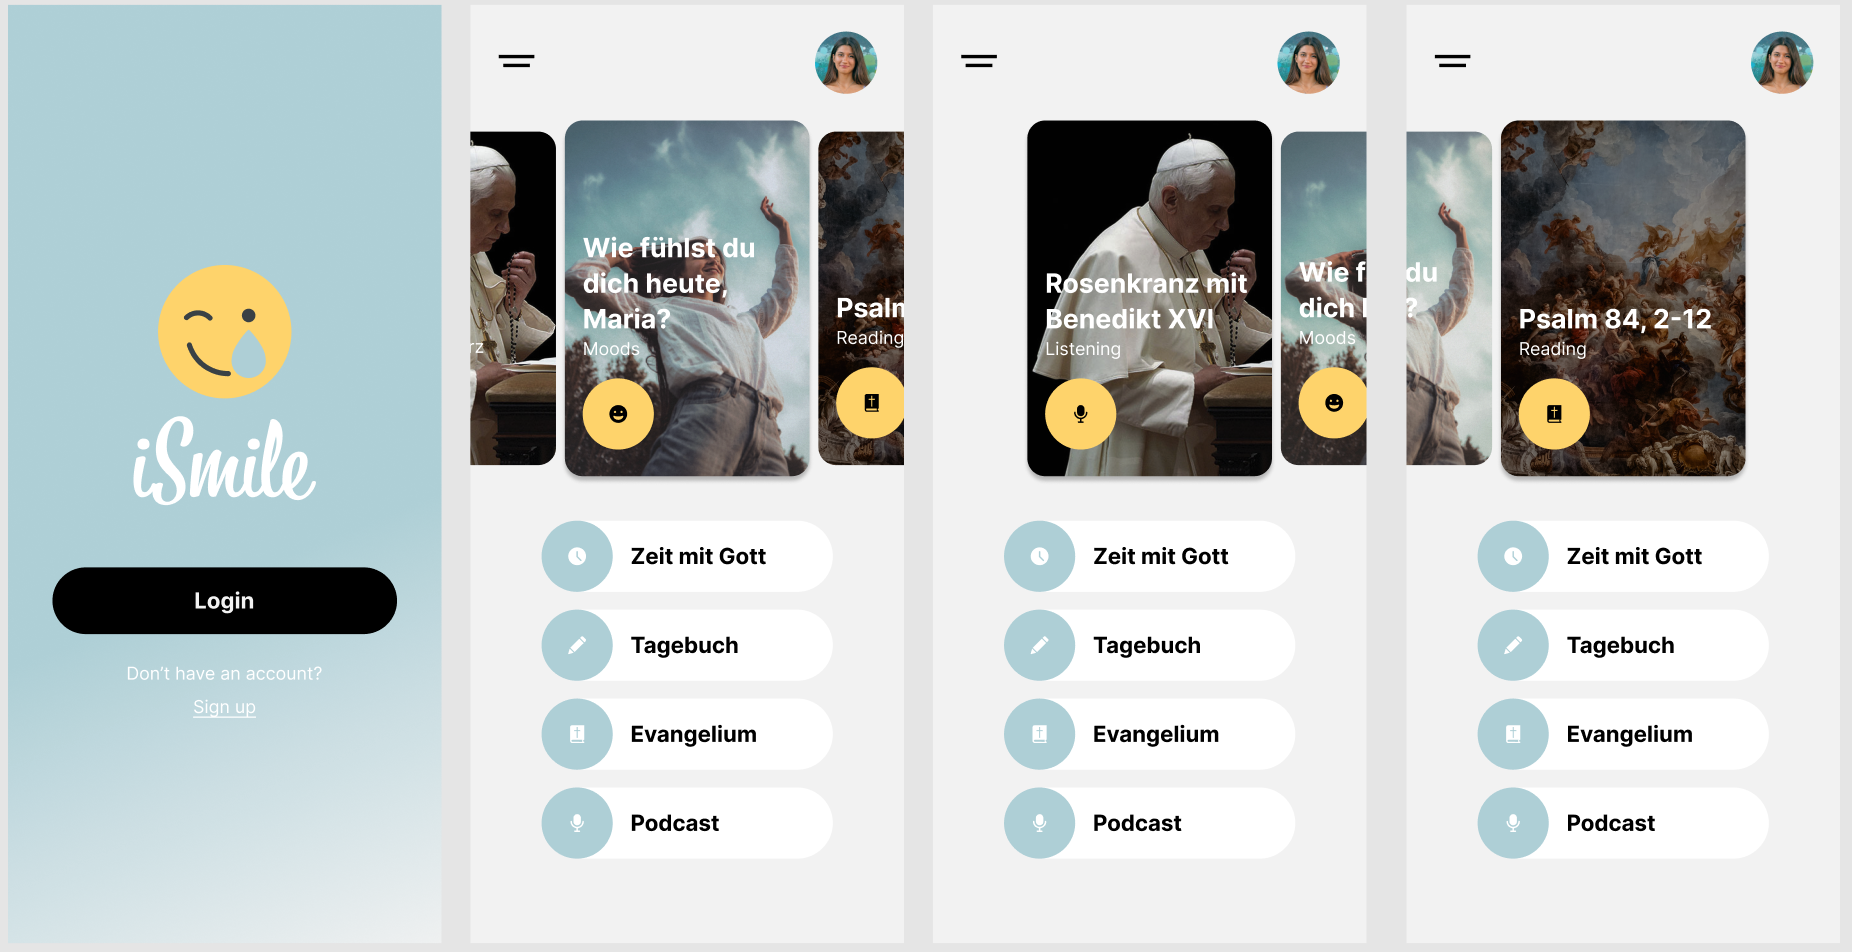 iSmile
Login
Don't have an account?
Sign up
rz
Wie fühlst du
dich heute,
Maria?
Moods
Psaln
Reading
Zeit mit Gott
Tagebuch
Evangelium
Podcast
Rosenkranz mit
Benedikt XVI
Listening
Wie f du
dich ?
Moods
Zeit mit Gott
Tagebuch
Evangelium
Podcast
Psalm 84, 2-12
Reading
Zeit mit Gott
Tagebuch
Evangelium
Podcast